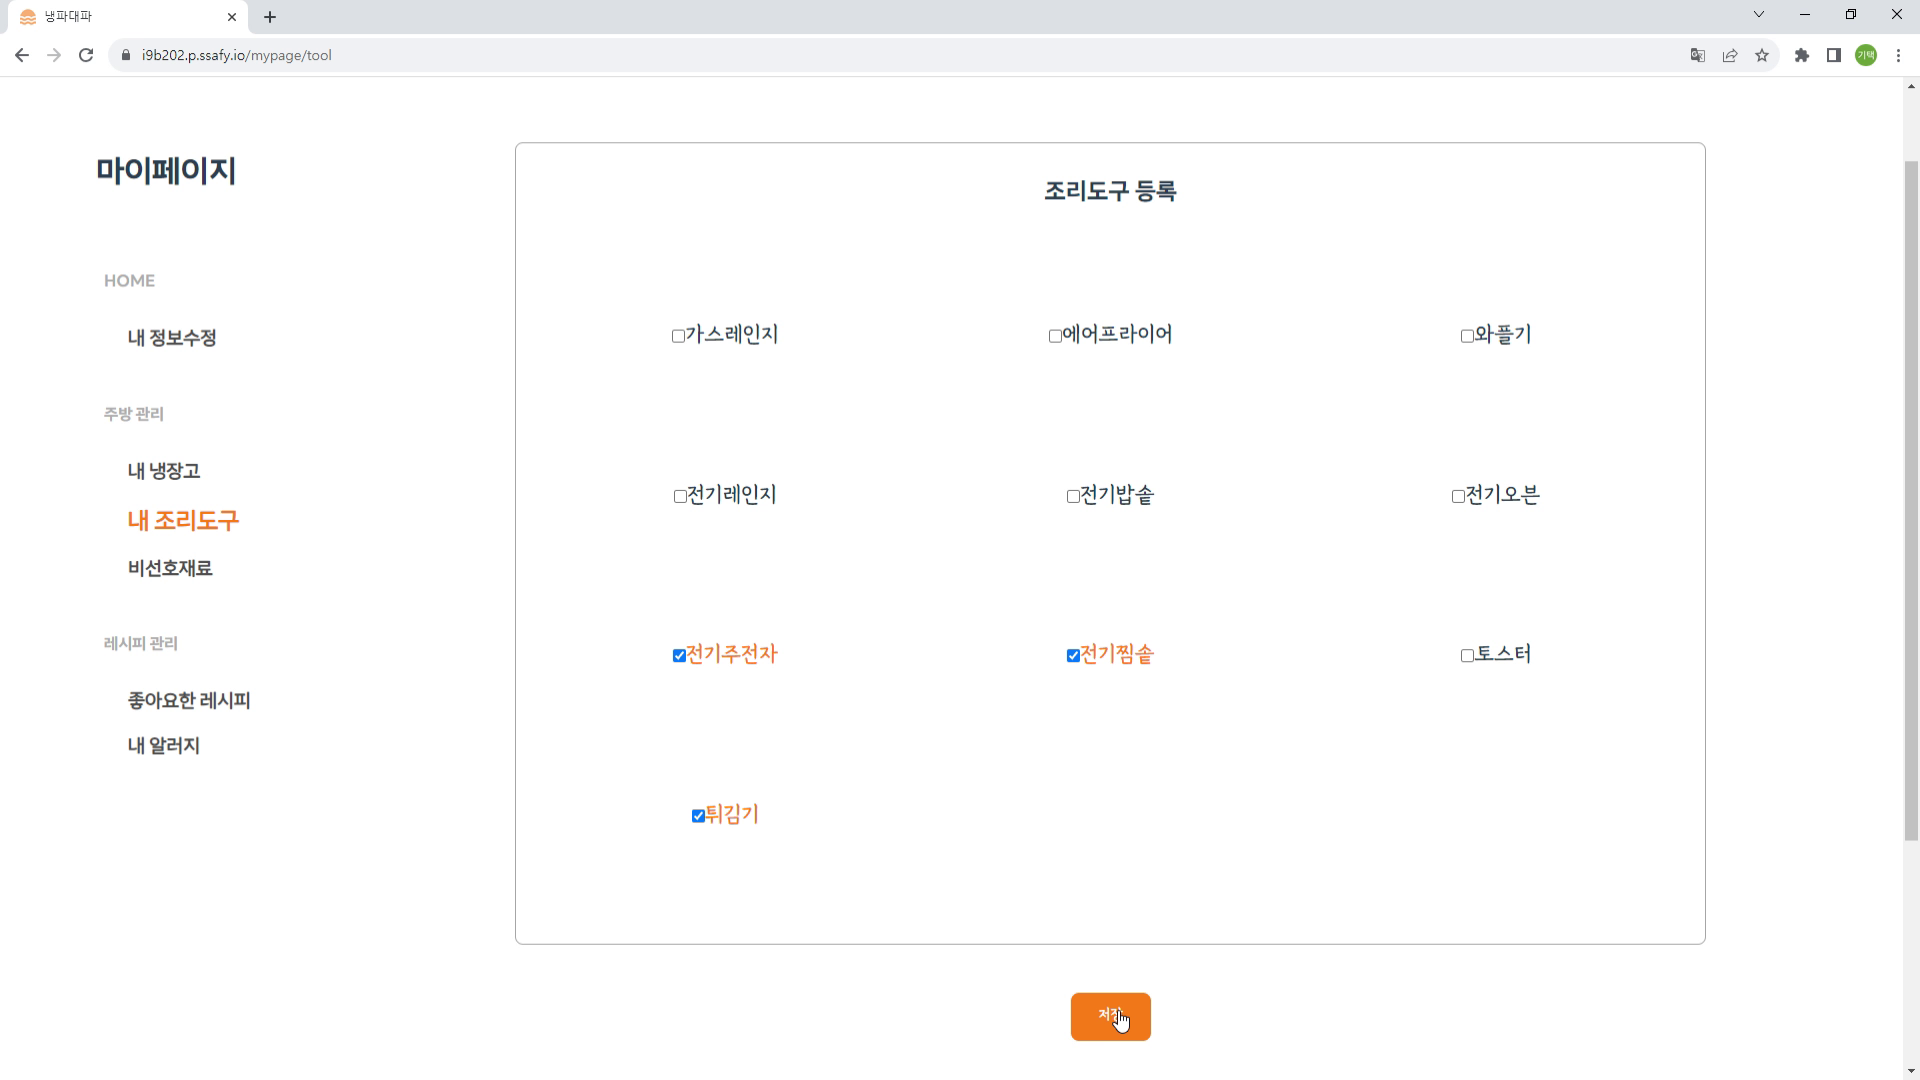 냉파대파
i9b202.p.ssafy.io/mypage/tool
기택
마이페이지
HOME
내 정보수정
주방 관리
내 냉장고
내 조리도구
비선호재료
레시피 관리
좋아요한 레시피
내 알러지
조리도구 등록
가스레인지 에어프라이어 와플기
전기레인지 전기밥솥 전기오븐
전기주전자 전기찜솥 토스터
튀김기
저장